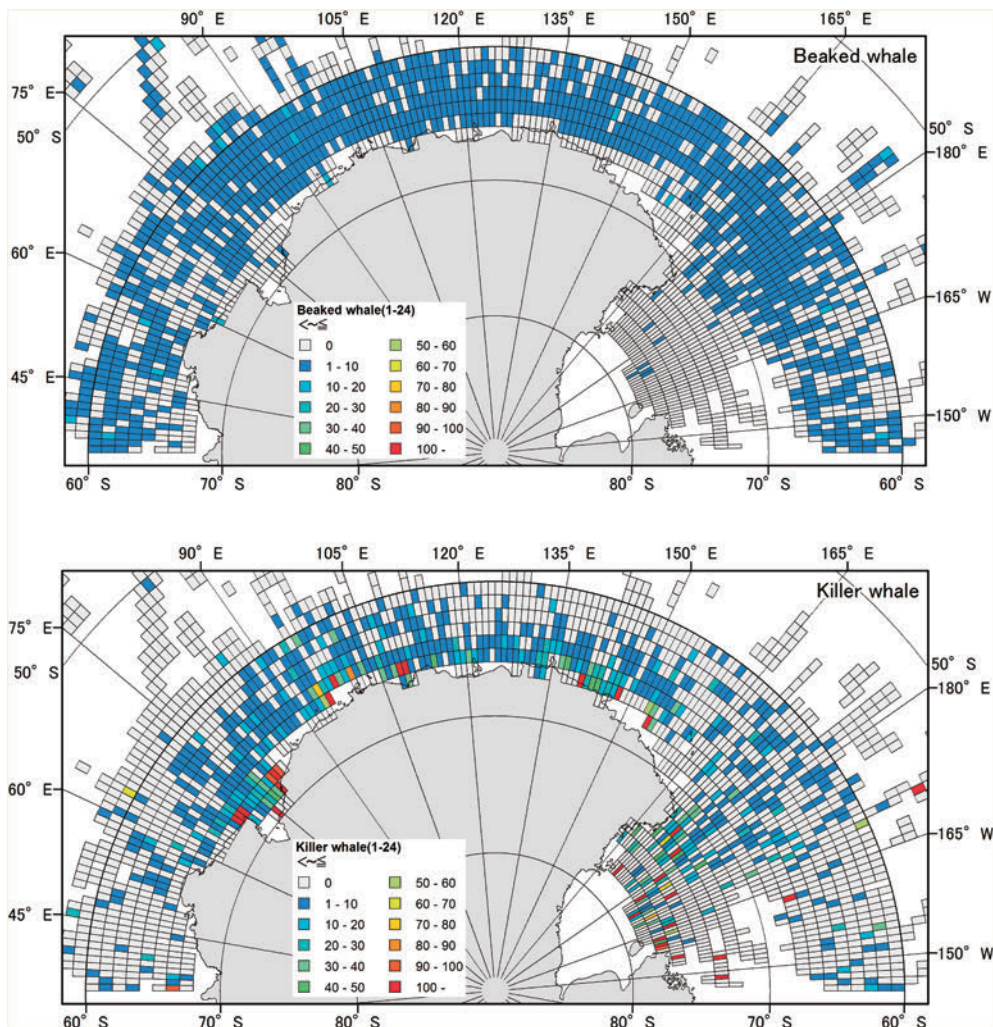 90° E 105° E 120° E 135° E 150° E 165° E
Beaked whale
75° E
50° S
50° S
180° E
60° E
165° W
Beaked whale(1-24)
<~≦
0 50 - 60
1 - 10 60 - 70
10 - 20 70 - 80
20 - 30 80 - 90
30 - 40 90 - 100
40 - 50 100 -
45° E
150° W
60° S 70° S 80° S 80° S 70° S 60° S
90° E 105° E 120° E 135° E 150° E 165° E
Killer whale
75° E
50° S
50° S
180° E
60° E
165° W
Killer whale(1-24)
<~≦
0 50 - 60
1 - 10 60 - 70
10 - 20 70 - 80
20 - 30 80 - 90
30 - 40 90 - 100
40 - 50 100 -
45° E
150° W
60° S 70° S 80° S 80° S 70° S 60° S